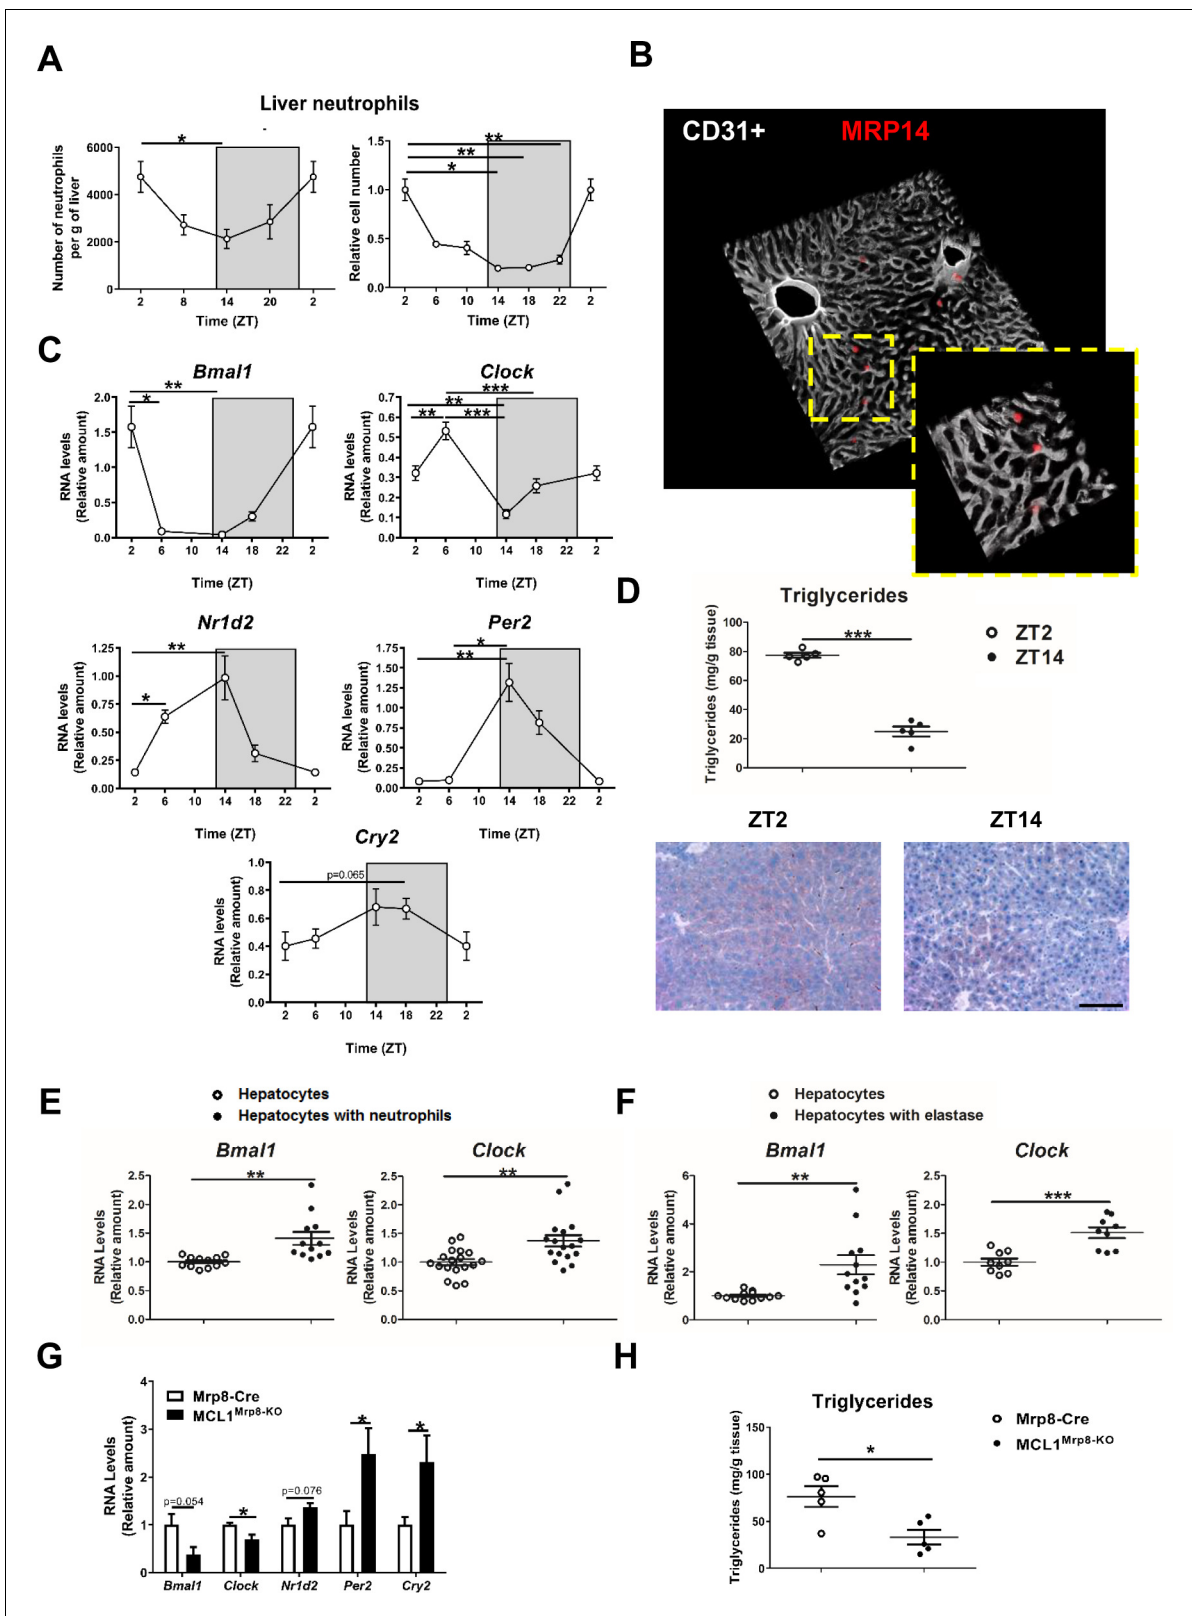 A
Liver neutrophils
*
Number of neutrophils
per g of liver
6000
4000
2000
0
2 8 14 20 2
Time (ZT)
**
**
*
Relative cell number
1.5
1.0
0.5
0.0
2 6 10 14 18 22 2
Time (ZT)
B
CD31+ MRP14
C
Bmal1
**
*
RNA levels
(Relative amount)
2.0
1.5
1.0
0.5
0.0
2 6 10 14 18 22 2
Time (ZT)
Clock
***
**
** ***
RNA levels
(Relative amount)
0.7
0.6
0.5
0.4
0.3
0.2
0.1
0.0
2 6 10 14 18 22 2
Time (ZT)
Nr1d2
**
*
RNA levels
(Relative amount)
1.25
1.00
0.75
0.50
0.25
0.00
2 6 10 14 18 22 2
Time (ZT)
Per2
*
**
RNA levels
(Relative amount)
1.75
1.50
1.25
1.00
0.75
0.50
0.25
0.00
2 6 10 14 18 22 2
Time (ZT)
Cry2
p=0.065
RNA levels
(Relative amount)
1.0
0.8
0.6
0.4
0.2
0.0
2 6 10 14 18 22 2
Time (ZT)
D
Triglycerides
***
Triglycerides (mg/g tissue)
100
80
60
40
20
0
ZT2
ZT14
ZT2 ZT14
E
Hepatocytes
Hepatocytes with neutrophils
Bmal1
**
RNA Levels
(Relative amount)
2.5
2.0
1.5
1.0
0.5
0.0
Clock
**
RNA Levels
(Relative amount)
2.5
2.0
1.5
1.0
0.5
0.0
F
Hepatocytes
Hepatocytes with elastase
Bmal1
**
RNA Levels
(Relative amount)
6
4
2
0
Clock
***
RNA Levels
(Relative amount)
2.5
2.0
1.5
1.0
0.5
0.0
G
Mrp8-Cre
MCL1Mrp8-KO
RNA Levels
(Relative amount)
4
3
2
1
0
p=0.054
*
p=0.076
*
*
Bmal1 Clock Nr1d2 Per2 Cry2
H
Triglycerides
*
Triglycerides (mg/g tissue)
150
100
50
0
Mrp8-Cre
MCL1Mrp8-KO